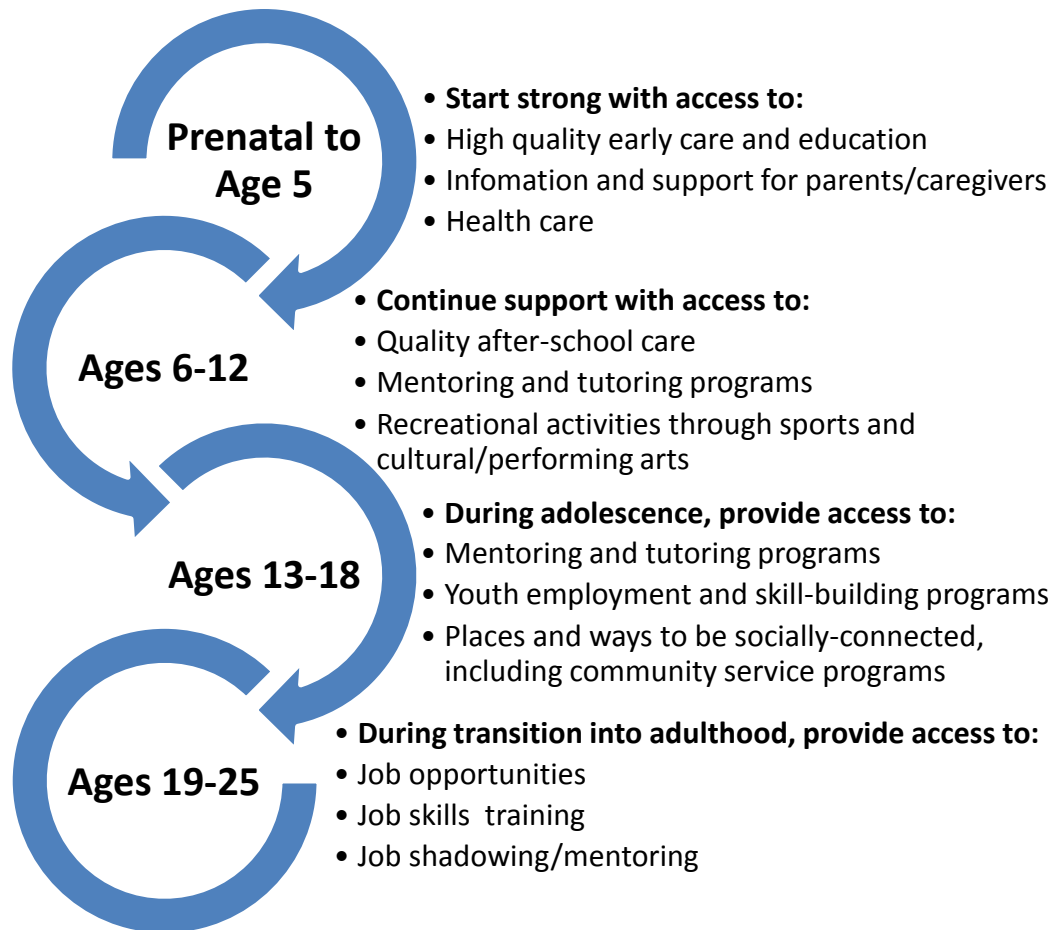 Prenatal to
Age 5
• Start strong with access to:
• High quality early care and education
• Infomation and support for parents/caregivers
• Health care
Ages 6-12
• Continue support with access to:
• Quality after-school care
• Mentoring and tutoring programs
• Recreational activities through sports and
cultural/performing arts
Ages 13-18
• During adolescence, provide access to:
• Mentoring and tutoring programs
• Youth employment and skill-building programs
• Places and ways to be socially-connected,
including community service programs
Ages 19-25
• During transition into adulthood, provide access to:
• Job opportunities
• Job skills  training
• Job shadowing/mentoring